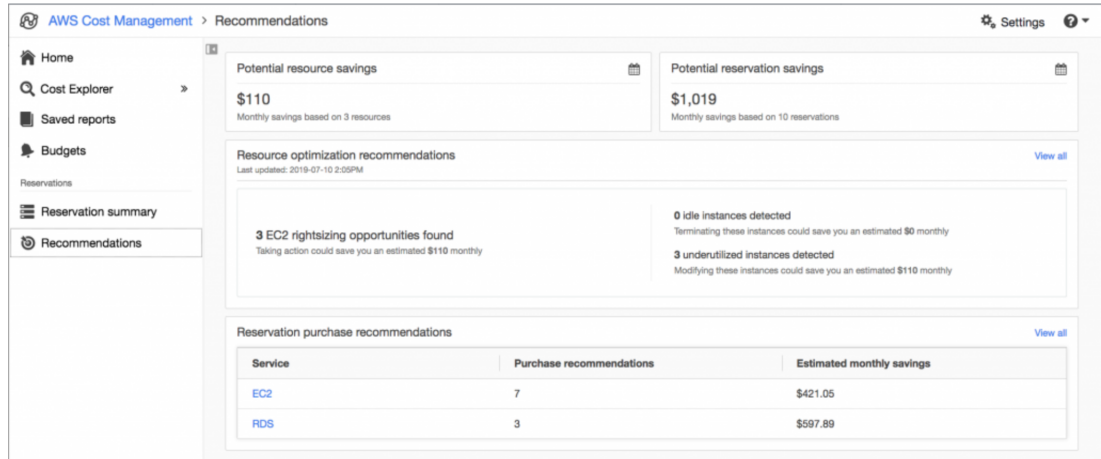 AWS Cost Management > Recommendations
Settings
Home
Cost Explorer »
Saved reports
Budgets
Reservations
Reservation summary
Recommendations
Potential resource savings
$110
Monthly savings based on 3 resources
Potential reservation savings
$1,019
Monthly savings based on 10 reservations
Resource optimization recommendations
View all
Last updated: 2019-07-10 2:05PM
3 EC2 rightsizing opportunities found
Taking action could save you an estimated $110 monthly
0 idle instances detected
Terminating these instances could save you an estimated $0 monthly
3 underutilized instances detected
Modifying these instances could save you an estimated $110 monthly
Reservation purchase recommendations
View all
Service Purchase recommendations Estimated monthly savings
EC2 7 $421.05
RDS 3 $597.89